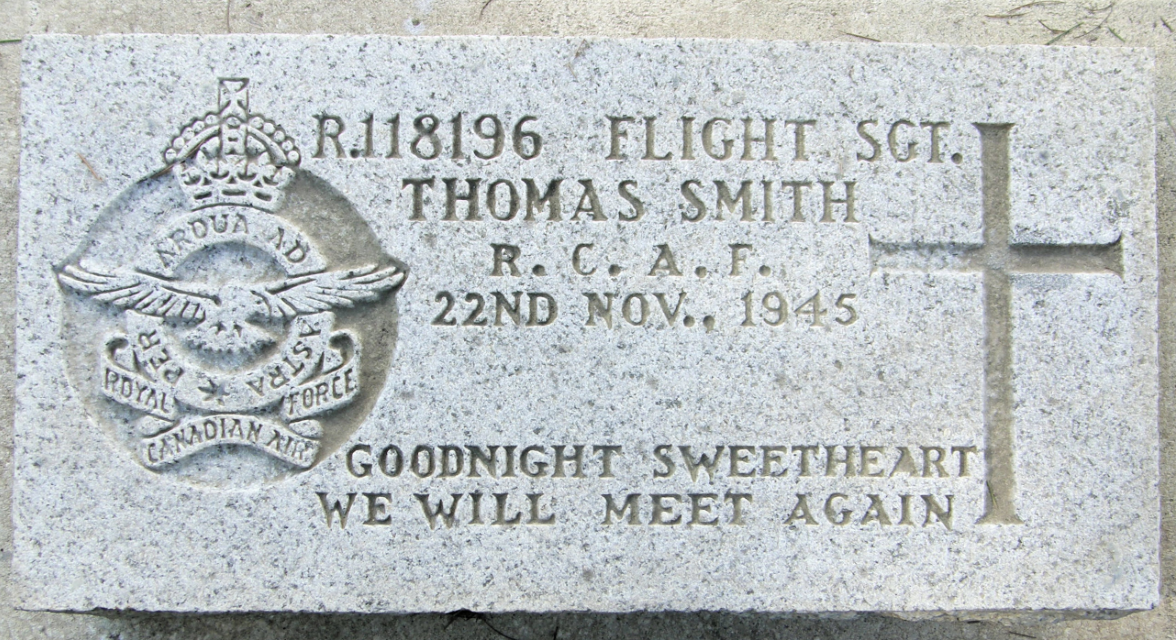 R.118196 FLIGHT SGT.
THOMAS SMITH
R. C. A. F.
22ND NOV., 1945
PER ARDUA AD ASTRA
ROYAL CANADIAN AIR FORCE
GOODNIGHT SWEETHEART
WE WILL MEET AGAIN